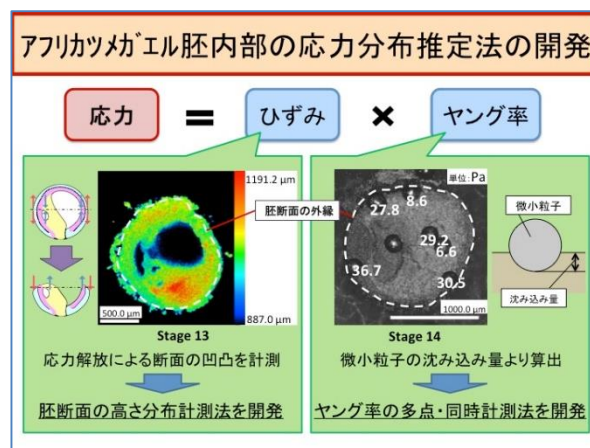 アフリカツメガエル胚内部の応力分布推定法の開発
応力 = ひずみ × ヤング率
1191.2 μm
887.0 μm
500.0 μm
胚断面の外縁
Stage 13
応力解放による断面の凹凸を計測
胚断面の高さ分布計測法を開発
単位:Pa
8.6
27.8
29.2
6.6
36.7
30.5
1000.0 μm
微小粒子
沈み込み量
Stage 14
微小粒子の沈み込み量より算出
ヤング率の多点・同時計測法を開発